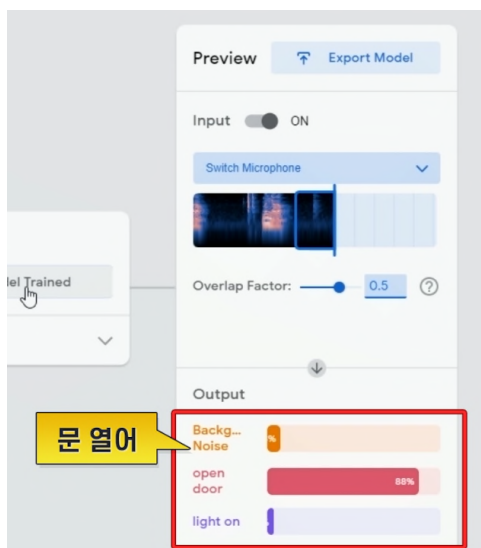 Preview
Export Model
Input ON
Switch Microphone
del Trained
Overlap Factor: 0.5 ?
Output
문 열어
Backg...
Noise
%
open
door
88%
light on